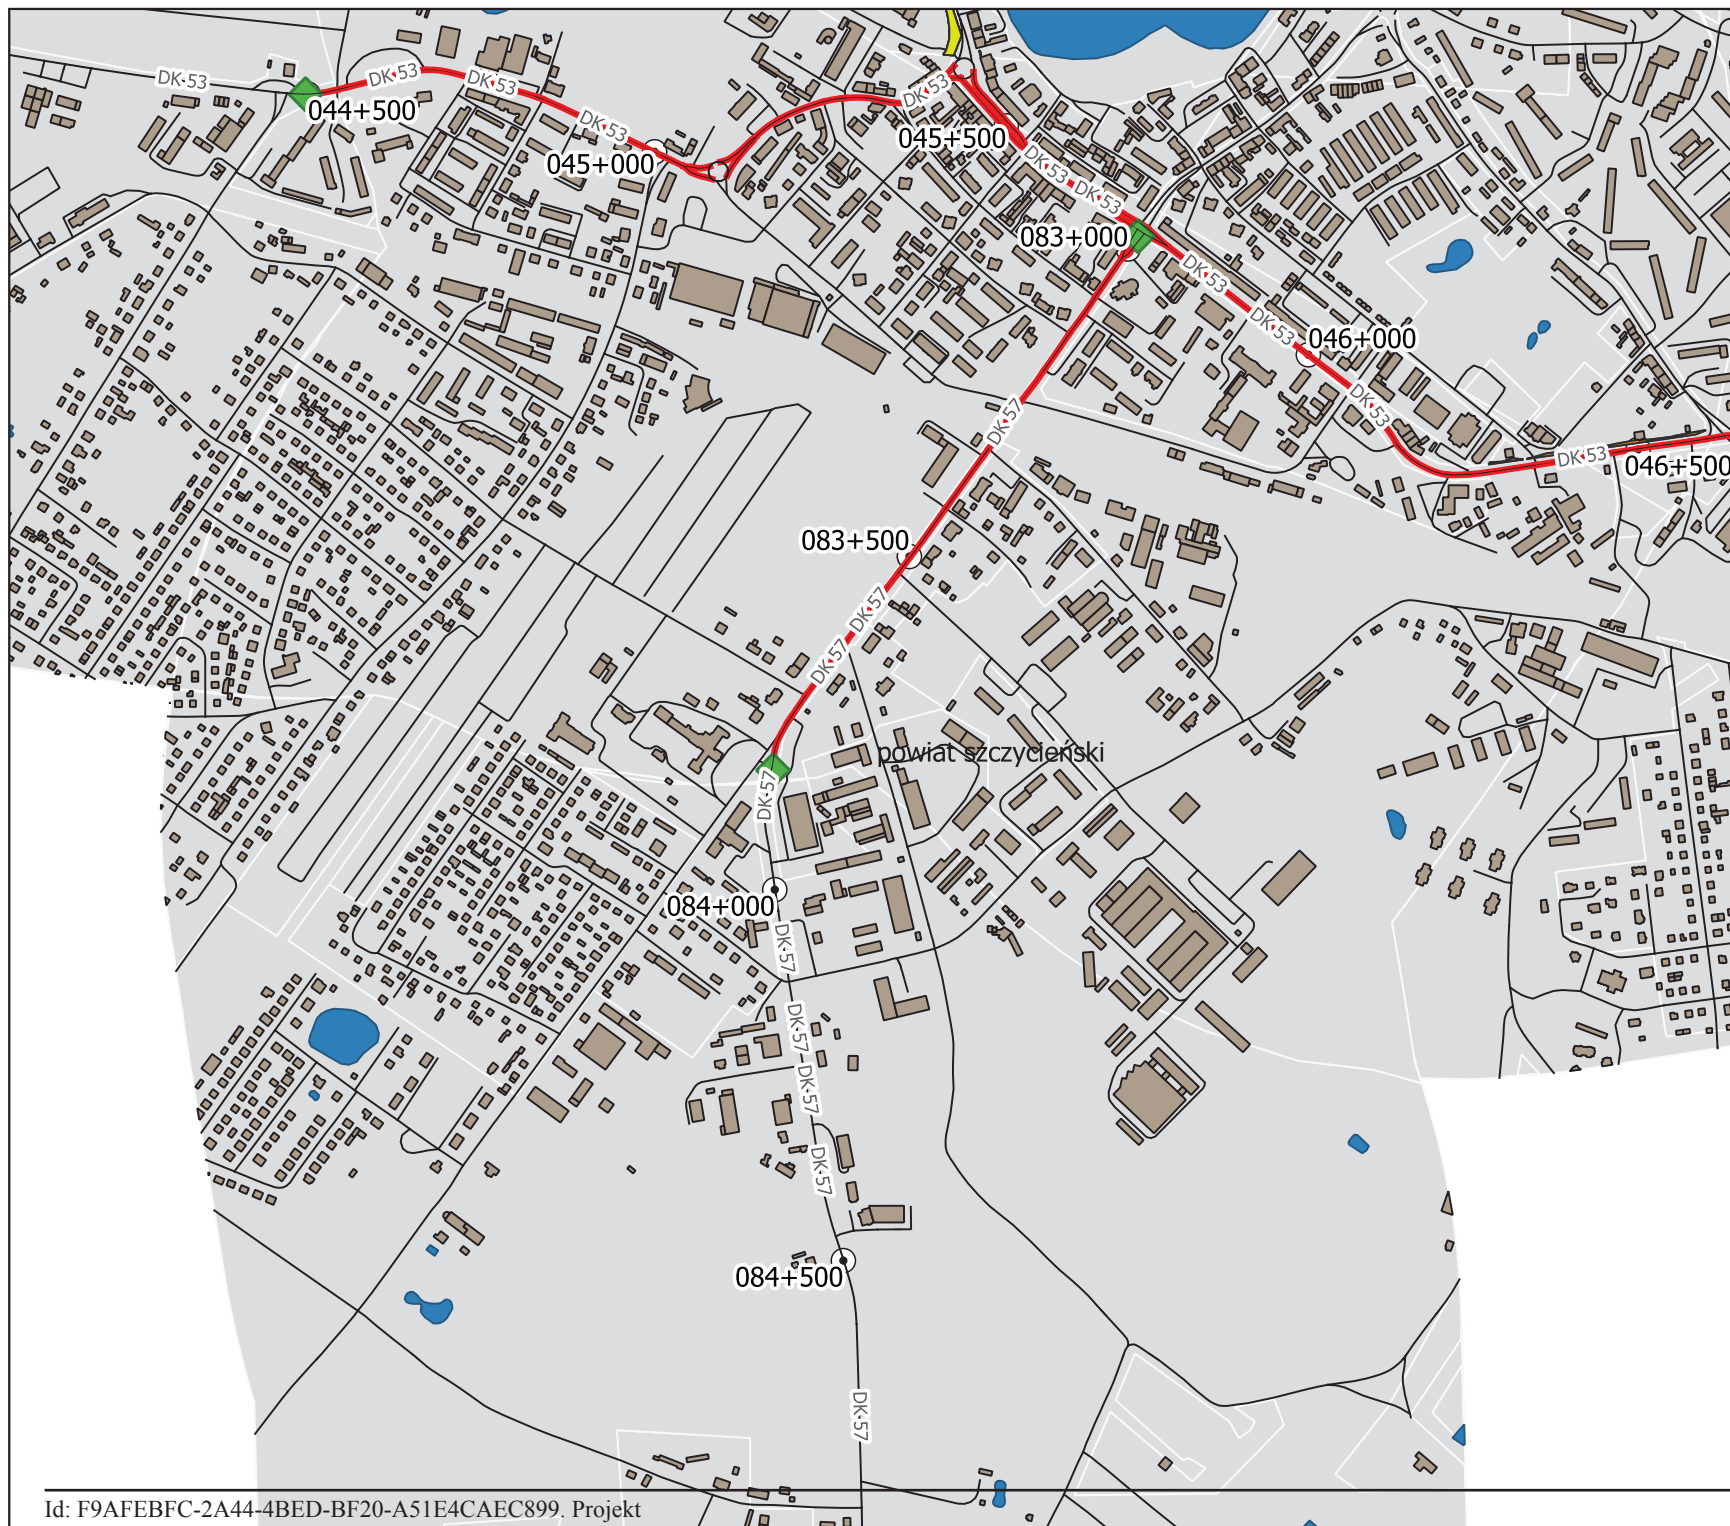 DK-53
DK-53
DK-53
DK-53
DK-53
044+500
045+000
045+500
DK-53
DK-53
083+000
DK-53
DK-53
046+000
DK-53
DK-53
046+500
DK-57
083+500
DK-57
DK-57
powiat szczycieński
DK-57
084+000
DK-57
DK-57
DK-57
DK-57
084+500
DK-57
Id: F9AFEBFC-2A44-4BED-BF20-A51E4CAEC899. Projekt